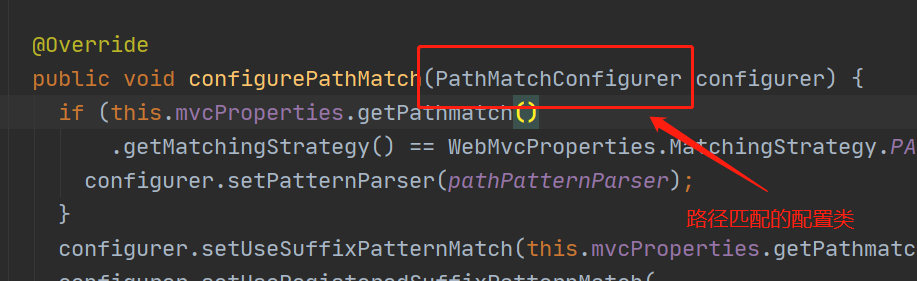 @Override
public void configurePathMatch(PathMatchConfigurer configurer) {
if (this.mvcProperties.getPathmatch()
.getMatchingStrategy() == WebMvcProperties.MatchingStrategy.PA
configurer.setPatternParser(pathPatternParser);
路径匹配的配置类
}
configurer.setUseSuffixPatternMatch(this.mvcProperties.getPathmatc
configurer.setUseRegisteredSuffixPatternMatch(